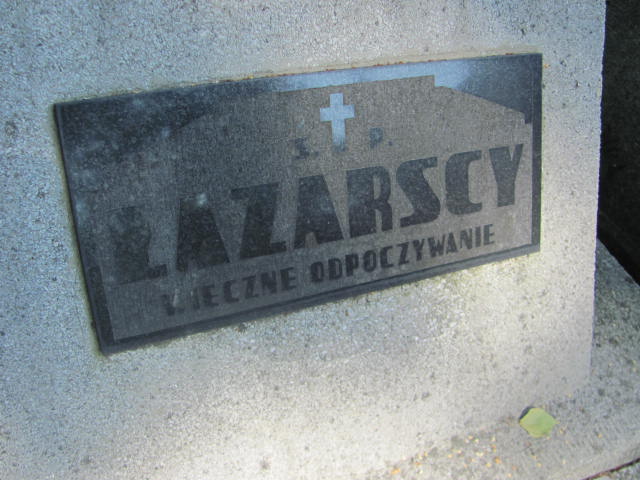 Ś. † P.
ŁAZARSCY
WIECZNE ODPOCZYWANIE